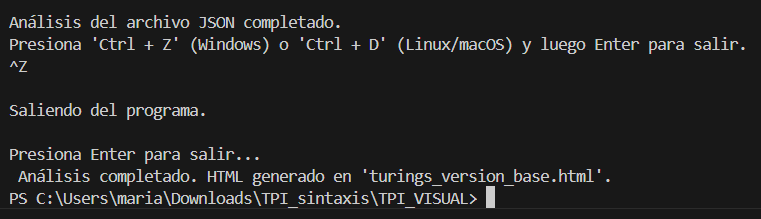 Análisis del archivo JSON completado.
Presiona 'Ctrl + Z' (Windows) o 'Ctrl + D' (Linux/macOS) y luego Enter para salir.
^Z
Saliendo del programa.
Presiona Enter para salir...
Análisis completado. HTML generado en 'turings_version_base.html'.
PS C:\Users\maria\Downloads\TPI_sintaxis\TPI_VISUAL>